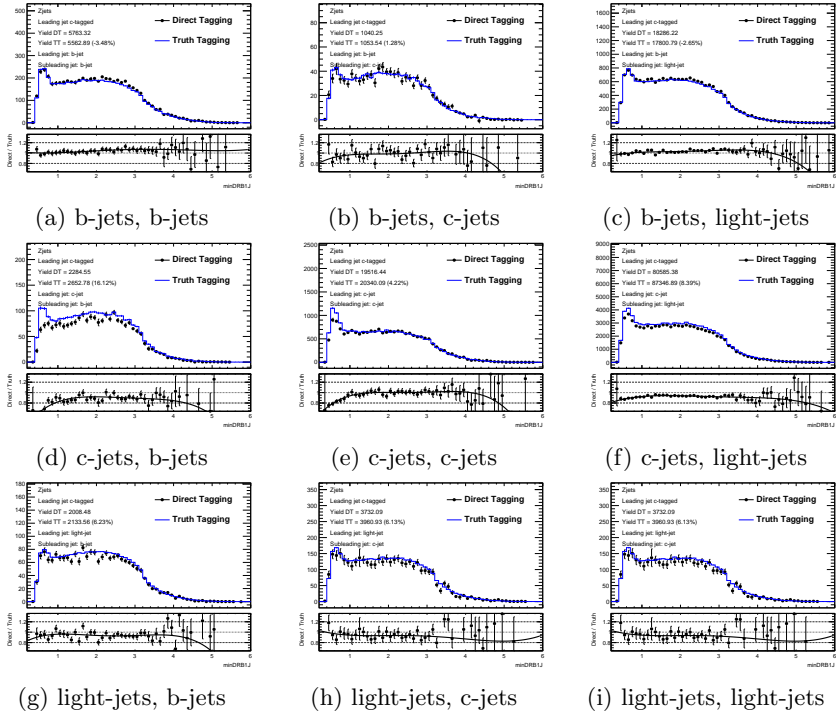 Zjets
Leading jet c-tagged
Yield DT = 5763.32
Yield TT = 5562.89 (-3.48%)
Leading jet: b-jet
Subleading jet: b-jet
Direct Tagging
Truth Tagging
Direct / Truth
minDRB1J
(a) b-jets, b-jets
Zjets
Leading jet c-tagged
Yield DT = 1040.25
Yield TT = 1053.54 (1.28%)
Leading jet: b-jet
Subleading jet: c-jet
Direct Tagging
Truth Tagging
Direct / Truth
minDRB1J
(b) b-jets, c-jets
Zjets
Leading jet c-tagged
Yield DT = 18286.22
Yield TT = 17800.79 (-2.65%)
Leading jet: b-jet
Subleading jet: light-jet
Direct Tagging
Truth Tagging
Direct / Truth
minDRB1J
(c) b-jets, light-jets
Zjets
Leading jet c-tagged
Yield DT = 2284.55
Yield TT = 2652.78 (16.12%)
Leading jet: c-jet
Subleading jet: b-jet
Direct Tagging
Truth Tagging
Direct / Truth
minDRB1J
(d) c-jets, b-jets
Zjets
Leading jet c-tagged
Yield DT = 19516.44
Yield TT = 20340.09 (4.22%)
Leading jet: c-jet
Subleading jet: c-jet
Direct Tagging
Truth Tagging
Direct / Truth
minDRB1J
(e) c-jets, c-jets
Zjets
Leading jet c-tagged
Yield DT = 80585.38
Yield TT = 87346.89 (8.39%)
Leading jet: c-jet
Subleading jet: light-jet
Direct Tagging
Truth Tagging
Direct / Truth
minDRB1J
(f) c-jets, light-jets
Zjets
Leading jet c-tagged
Yield DT = 2008.48
Yield TT = 2133.56 (6.23%)
Leading jet: light-jet
Subleading jet: b-jet
Direct Tagging
Truth Tagging
Direct / Truth
minDRB1J
(g) light-jets, b-jets
Zjets
Leading jet c-tagged
Yield DT = 3732.09
Yield TT = 3960.93 (6.13%)
Leading jet: light-jet
Subleading jet: c-jet
Direct Tagging
Truth Tagging
Direct / Truth
minDRB1J
(h) light-jets, c-jets
Zjets
Leading jet c-tagged
Yield DT = 3732.09
Yield TT = 3960.93 (6.13%)
Leading jet: light-jet
Subleading jet: c-jet
Direct Tagging
Truth Tagging
Direct / Truth
minDRB1J
(i) light-jets, light-jets